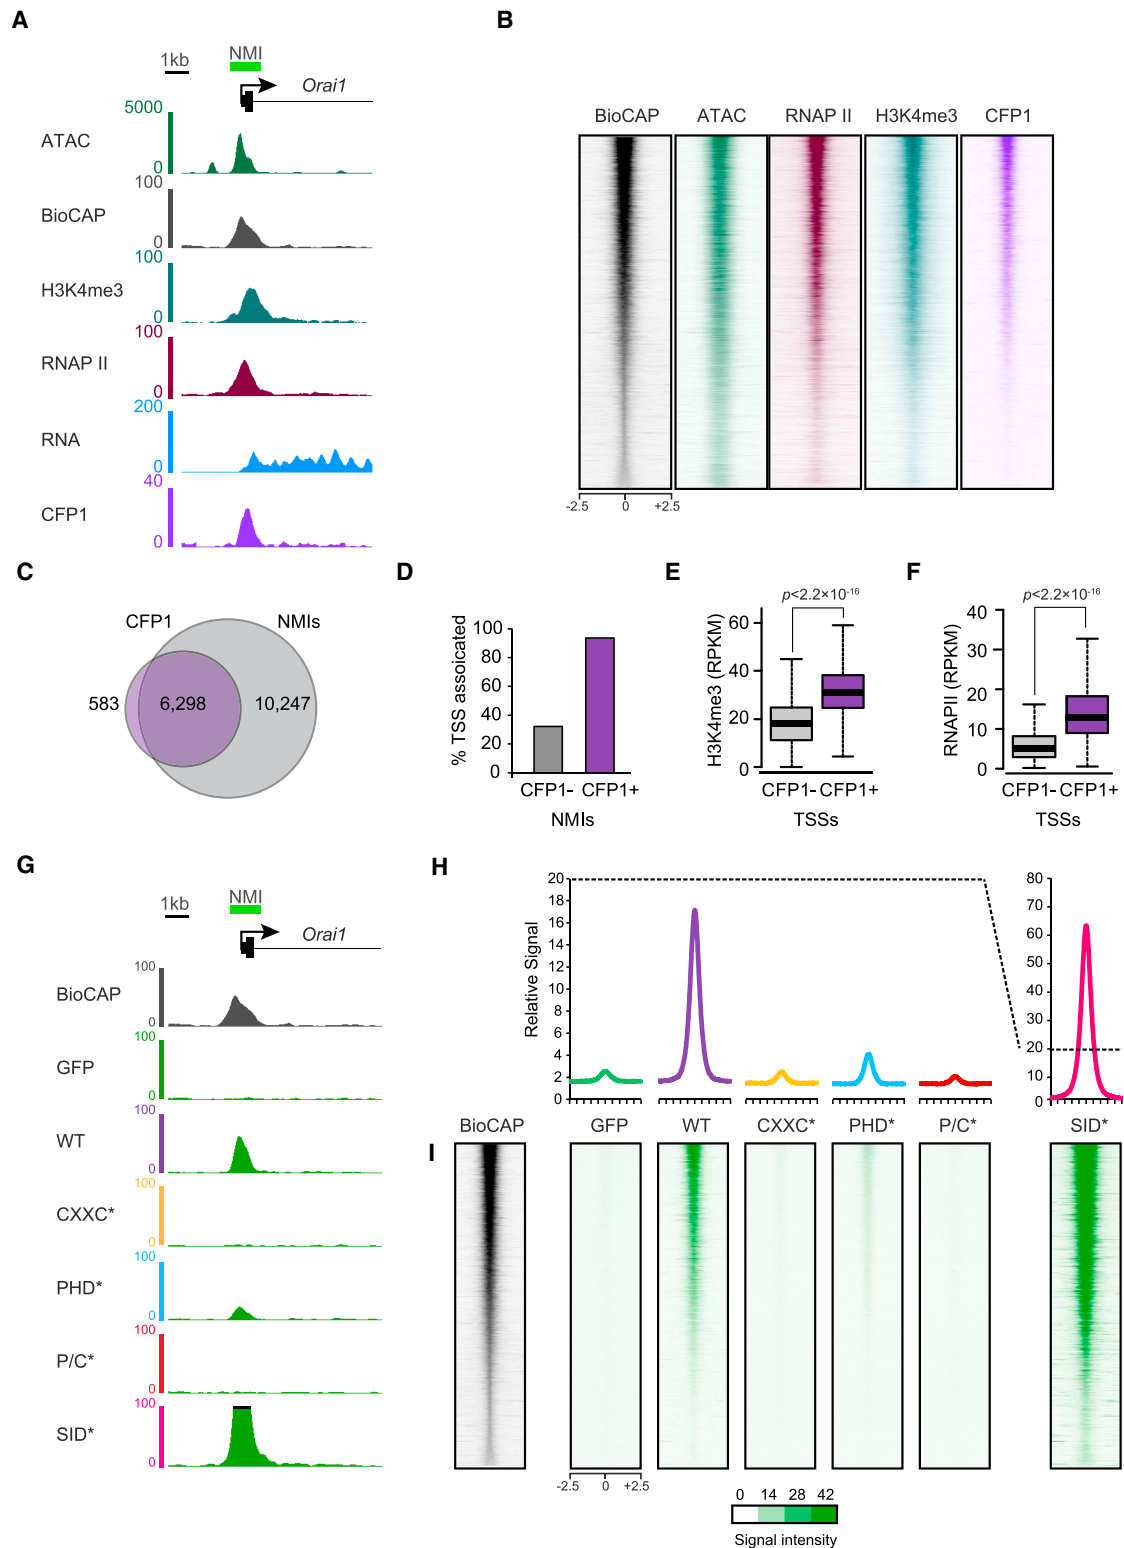 A
1kb
NMI
Orai1
5000
ATAC
0
100
BioCAP
0
100
H3K4me3
0
100
RNAP II
0
200
RNA
0
40
CFP1
0
B
BioCAP ATAC RNAP II H3K4me3 CFP1
-2.5 0 +2.5
C
CFP1 NMIs
583 6,298 10,247
D
% TSS assoicated
100
80
60
40
20
0
CFP1- CFP1+
NMIs
E
p<2.2×10-16
H3K4me3 (RPKM)
60
40
20
0
CFP1- CFP1+
TSSs
F
p<2.2×10-16
RNAPII (RPKM)
40
30
20
10
0
CFP1- CFP1+
TSSs
G
1kb
NMI
Orai1
100
BioCAP
0
100
GFP
0
100
WT
0
100
CXXC*
0
100
PHD*
0
100
P/C*
0
100
SID*
0
H
Relative Signal
20
18
16
14
12
10
8
6
4
2
0
80
70
60
50
40
30
20
10
0
I
BioCAP GFP WT CXXC* PHD* P/C* SID*
-2.5 0 +2.5
0 14 28 42
Signal intensity